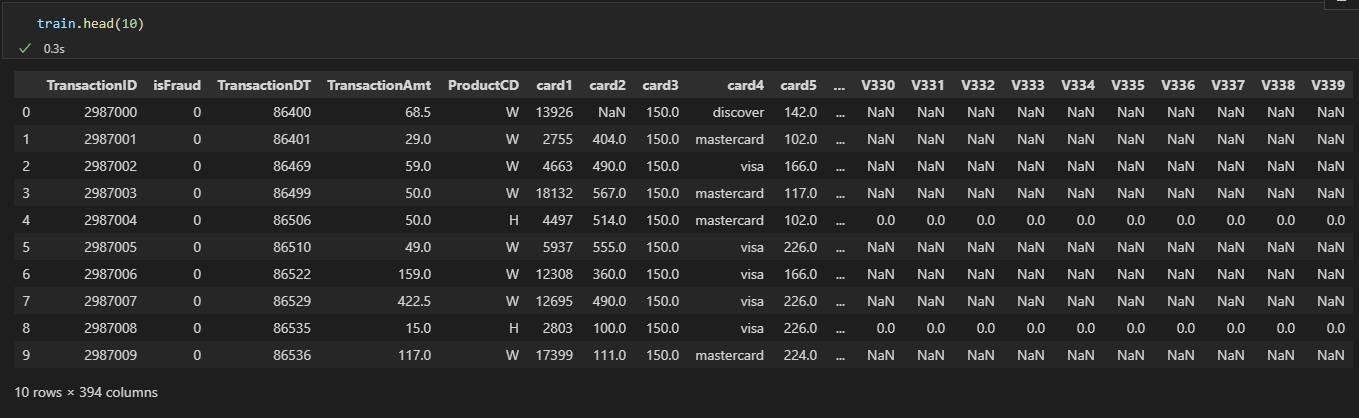 train.head(10)
0.3s
TransactionID isFraud TransactionDT TransactionAmt ProductCD card1 card2 card3 card4 card5 ... V330 V331 V332 V333 V334 V335 V336 V337 V338 V339
0 2987000 0 86400 68.5 W 13926 NaN 150.0 discover 142.0 ... NaN NaN NaN NaN NaN NaN NaN NaN NaN NaN
1 2987001 0 86401 29.0 W 2755 404.0 150.0 mastercard 102.0 ... NaN NaN NaN NaN NaN NaN NaN NaN NaN NaN
2 2987002 0 86469 59.0 W 4663 490.0 150.0 visa 166.0 ... NaN NaN NaN NaN NaN NaN NaN NaN NaN NaN
3 2987003 0 86499 50.0 W 18132 567.0 150.0 mastercard 117.0 ... NaN NaN NaN NaN NaN NaN NaN NaN NaN NaN
4 2987004 0 86506 50.0 H 4497 514.0 150.0 mastercard 102.0 ... 0.0 0.0 0.0 0.0 0.0 0.0 0.0 0.0 0.0 0.0
5 2987005 0 86510 49.0 W 5937 555.0 150.0 visa 226.0 ... NaN NaN NaN NaN NaN NaN NaN NaN NaN NaN
6 2987006 0 86522 159.0 W 12308 360.0 150.0 visa 166.0 ... NaN NaN NaN NaN NaN NaN NaN NaN NaN NaN
7 2987007 0 86529 422.5 W 12695 490.0 150.0 visa 226.0 ... NaN NaN NaN NaN NaN NaN NaN NaN NaN NaN
8 2987008 0 86535 15.0 H 2803 100.0 150.0 visa 226.0 ... 0.0 0.0 0.0 0.0 0.0 0.0 0.0 0.0 0.0 0.0
9 2987009 0 86536 117.0 W 17399 111.0 150.0 mastercard 224.0 ... NaN NaN NaN NaN NaN NaN NaN NaN NaN NaN
10 rows × 394 columns